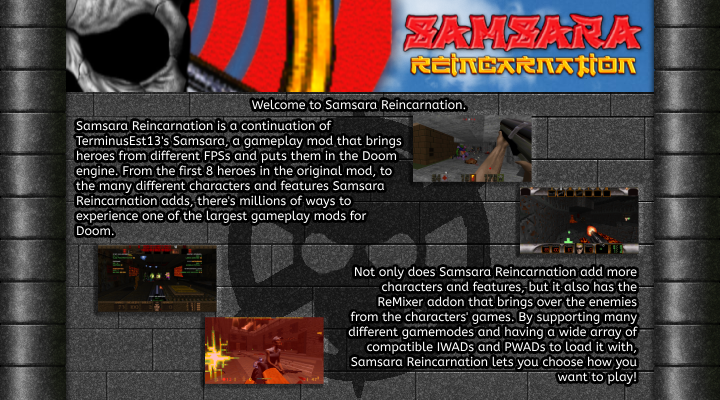 SAMSARA
REINCARNATION
Welcome to Samsara Reincarnation.
Samsara Reincarnation is a continuation of
TerminusEst13's Samsara, a gameplay mod that brings
heroes from different FPSs and puts them in the Doom
engine. From the first 8 heroes in the original mod, to
the many different characters and features Samsara
Reincarnation adds, there's millions of ways to
experience one of the largest gameplay mods for
Doom.
Not only does Samsara Reincarnation add more
characters and features, but it also has the
ReMixer addon that brings over the enemies
from the characters' games. By supporting many
different gamemodes and having a wide array of
compatible IWADs and PWADs to load it with,
Samsara Reincarnation lets you choose how you
want to play!